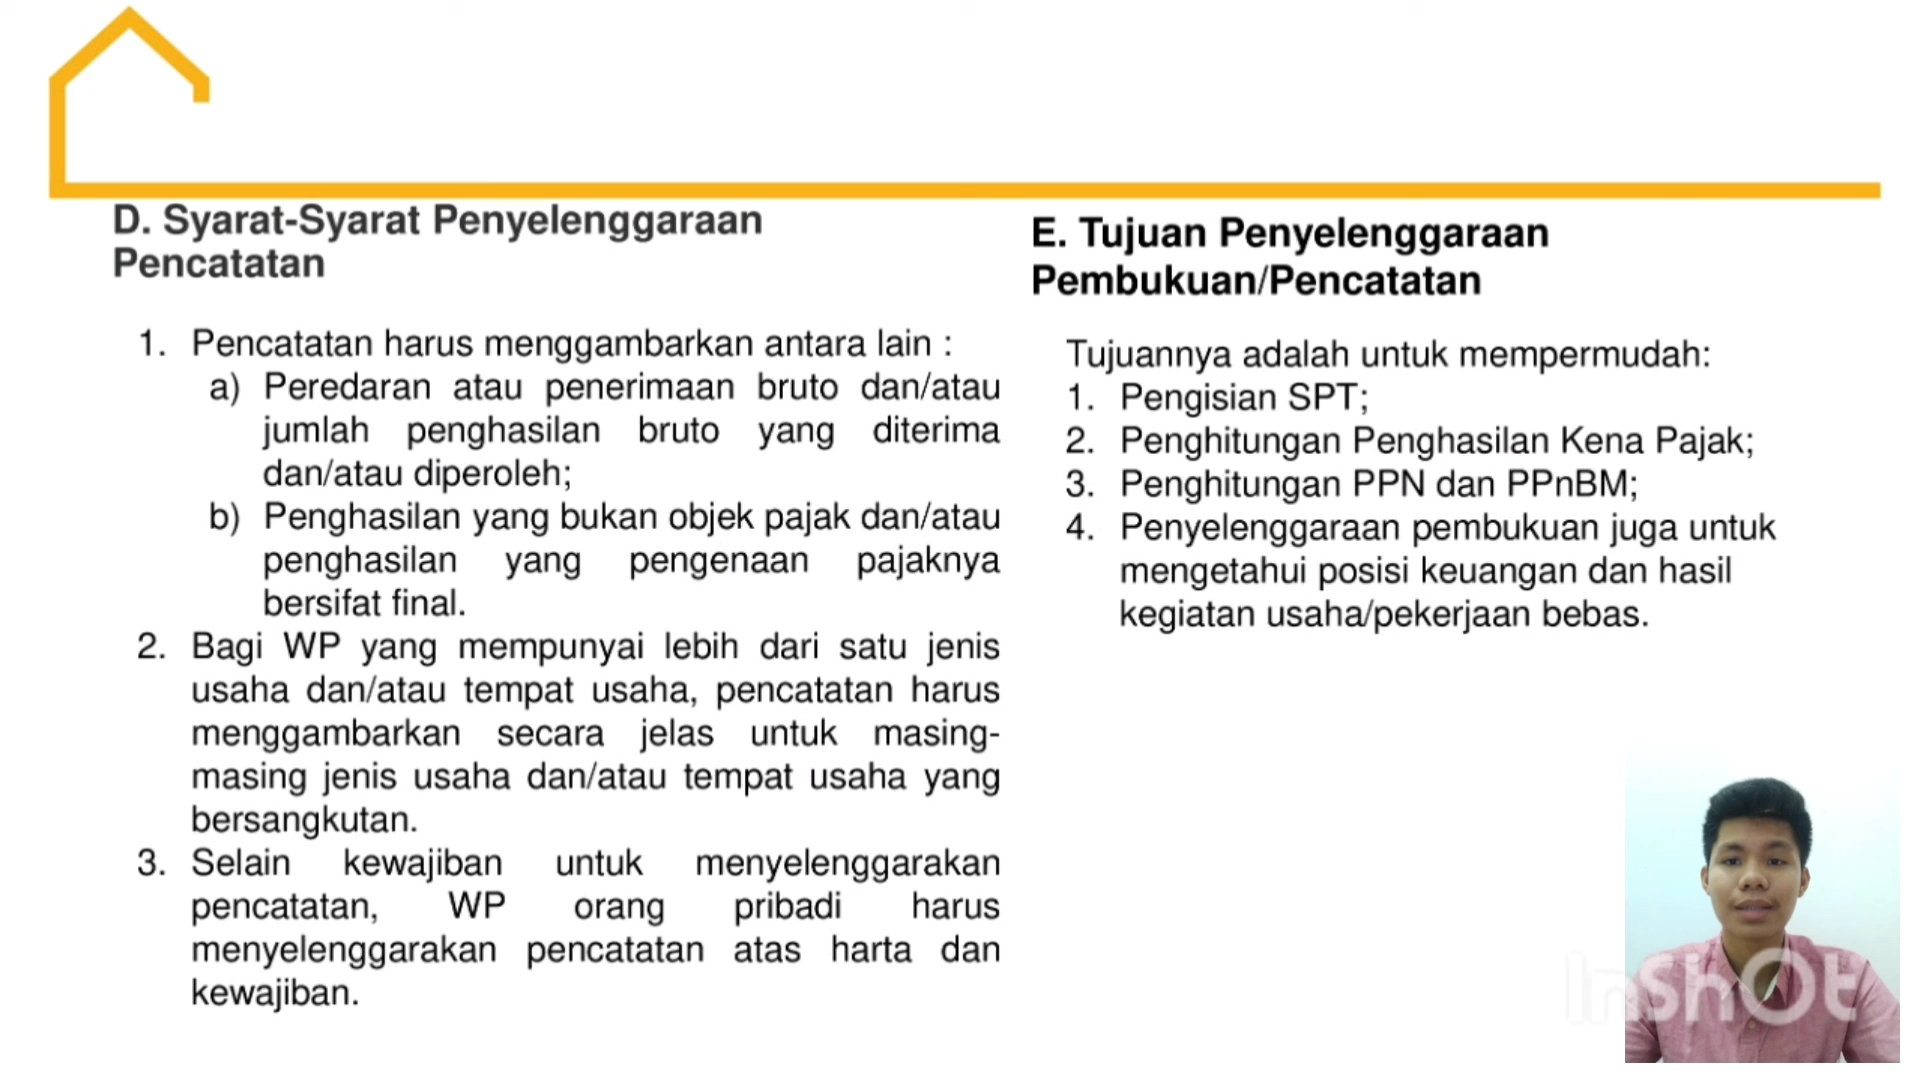 D. Syarat-Syarat Penyelenggaraan
Pencatatan
1. Pencatatan harus menggambarkan antara lain :
a) Peredaran atau penerimaan bruto dan/atau
jumlah penghasilan bruto yang diterima
dan/atau diperoleh;
b) Penghasilan yang bukan objek pajak dan/atau
penghasilan yang pengenaan pajaknya
bersifat final.
2. Bagi WP yang mempunyai lebih dari satu jenis
usaha dan/atau tempat usaha, pencatatan harus
menggambarkan secara jelas untuk masing-
masing jenis usaha dan/atau tempat usaha yang
bersangkutan.
3. Selain kewajiban untuk menyelenggarakan
pencatatan, WP orang pribadi harus
menyelenggarakan pencatatan atas harta dan
kewajiban.
E. Tujuan Penyelenggaraan
Pembukuan/Pencatatan
Tujuannya adalah untuk mempermudah:
1. Pengisian SPT;
2. Penghitungan Penghasilan Kena Pajak;
3. Penghitungan PPN dan PPnBM;
4. Penyelenggaraan pembukuan juga untuk
mengetahui posisi keuangan dan hasil
kegiatan usaha/pekerjaan bebas.
InShOt